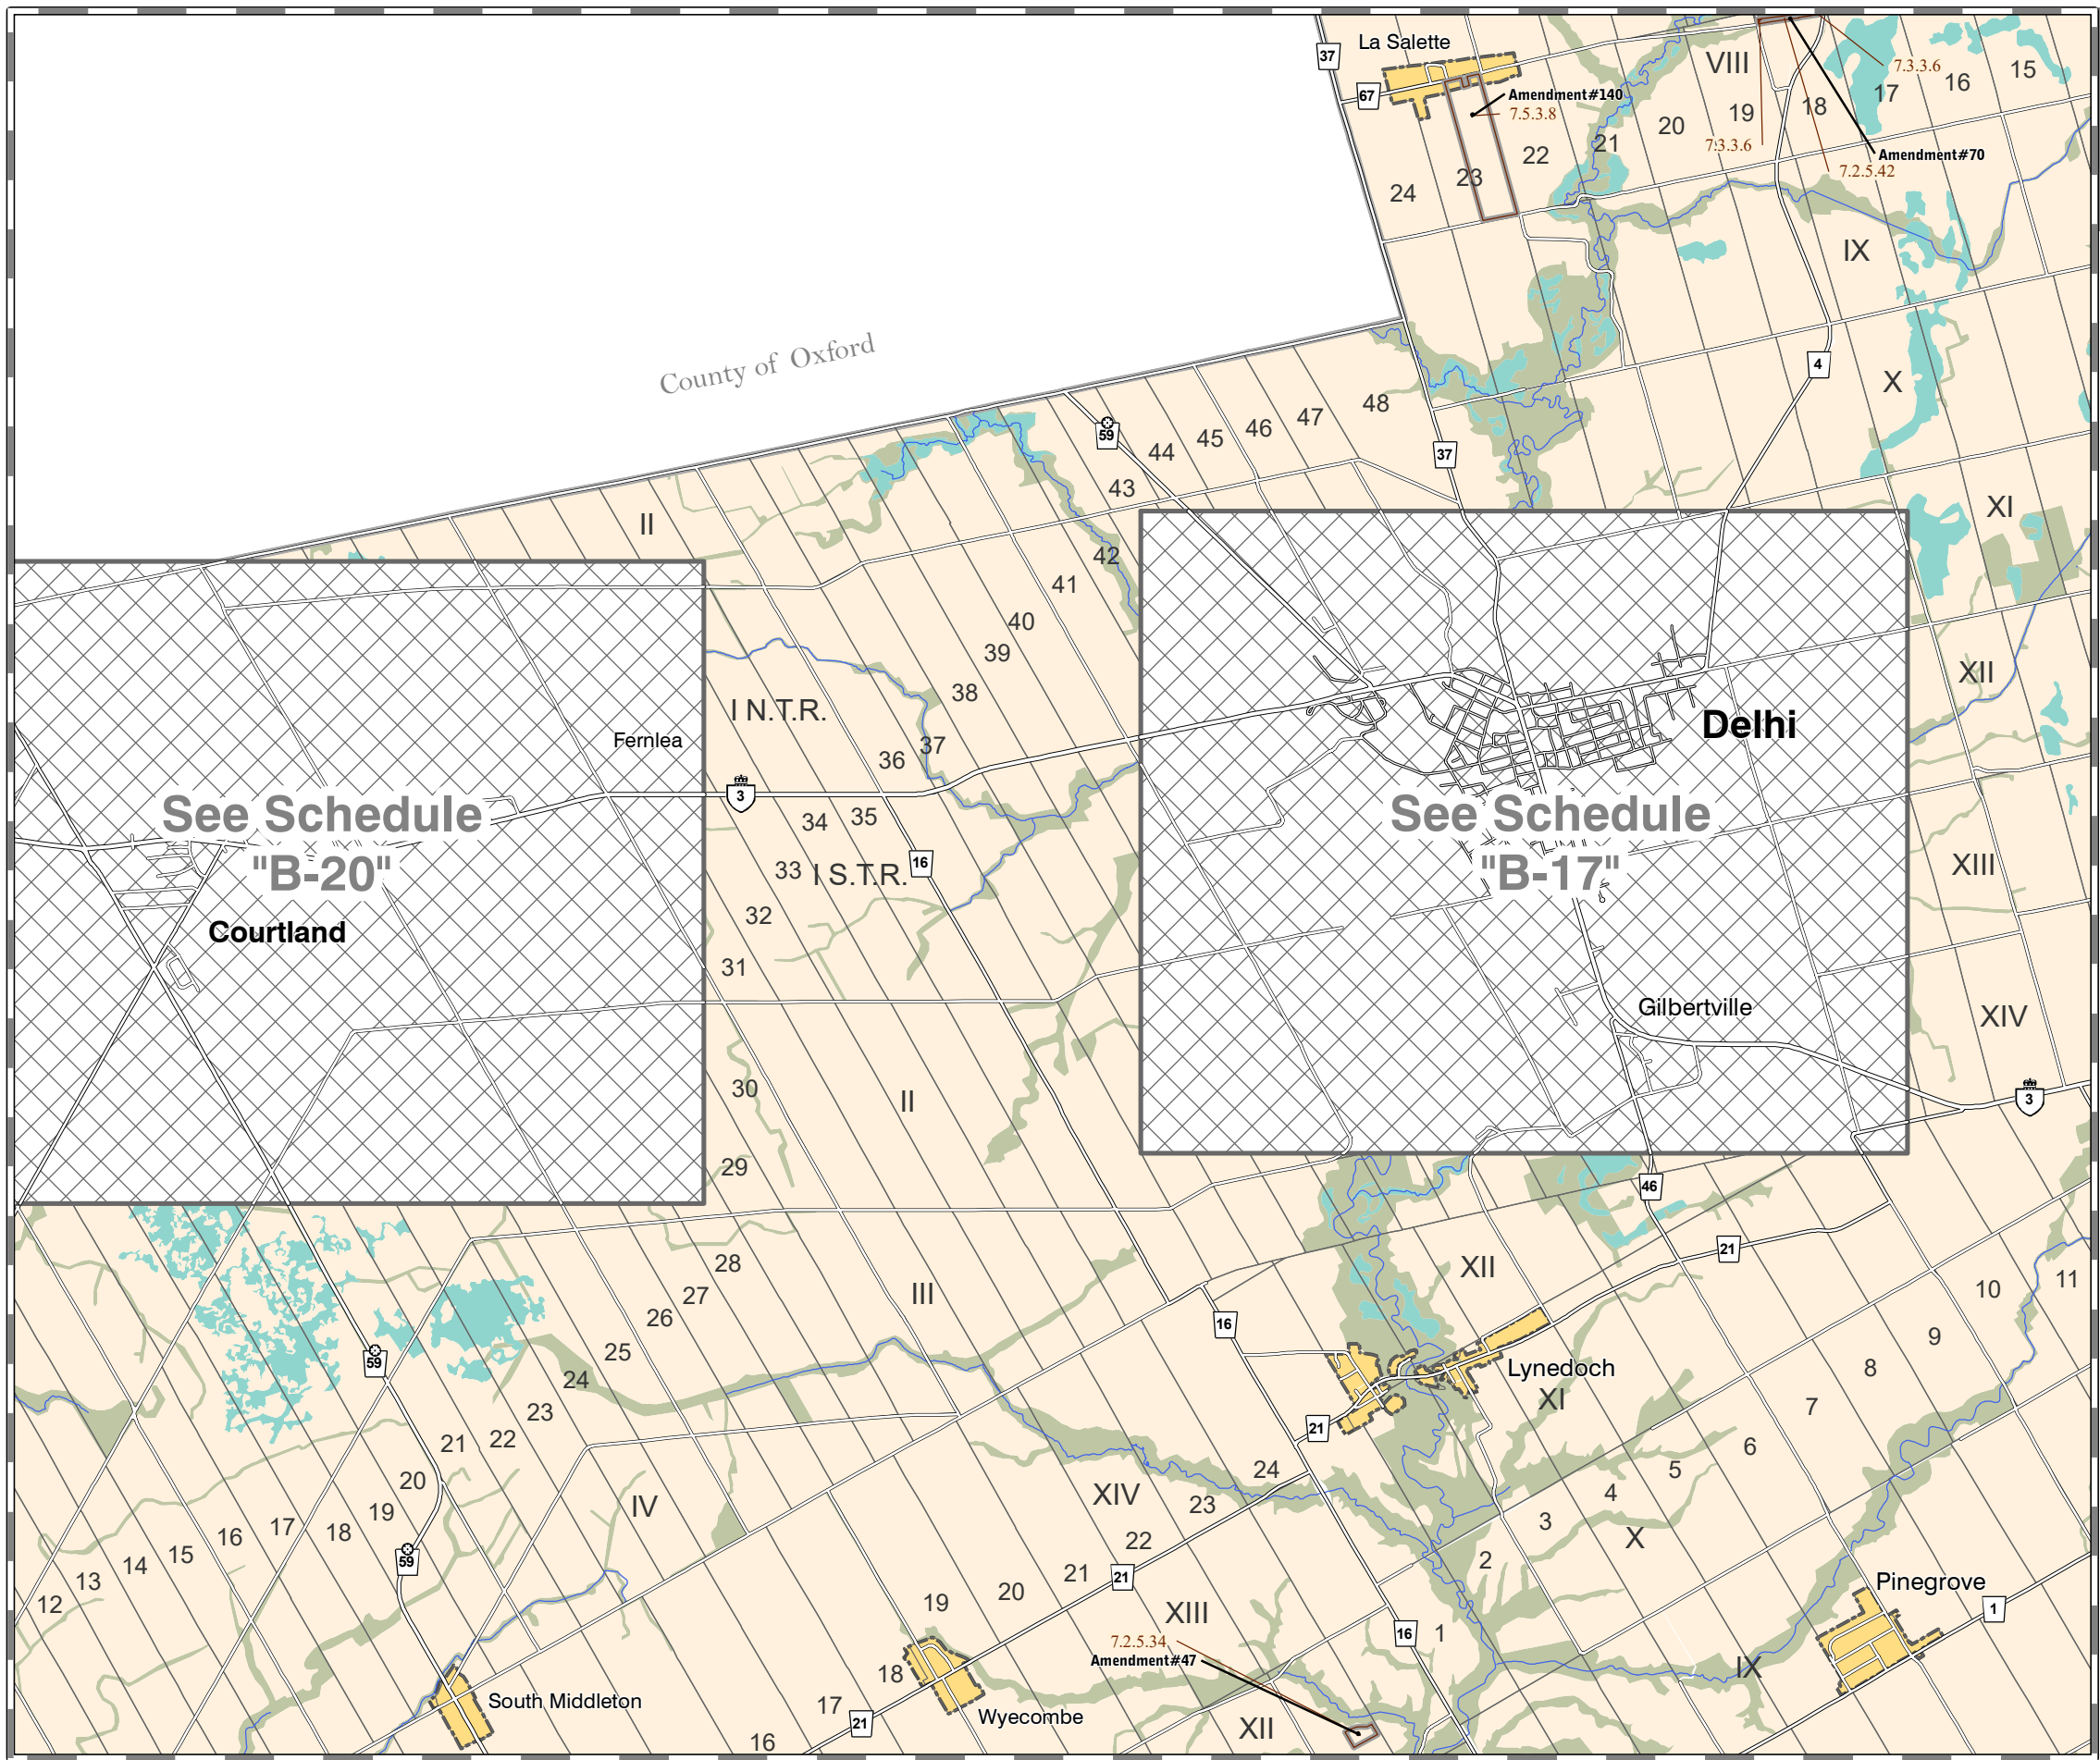 37
La Salette
67
Amendment#140
7.5.3.8
VIII
7.3.3.6
16
15
17
18
19
20
21
22
23
24
7.3.3.6
Amendment#70
7.2.5.42
IX
County of Oxford
4
X
59
44
45
46
47
48
43
37
II
XI
42
41
40
39
38
37
36
I N.T.R.
Fernlea
3
34
35
33
I S.T.R.
16
32
31
30
II
29
See Schedule
"B-20"
Courtland
Delhi
See Schedule
"B-17"
Gilbertville
XII
XIII
XIV
3
46
21
XII
28
27
26
25
24
23
22
21
20
19
18
17
16
15
14
13
12
III
59
59
IV
16
Lynedoch
XI
21
11
10
9
8
7
6
5
4
3
2
1
X
24
23
22
21
20
19
18
17
16
XIV
21
XIII
7.2.5.34
Amendment#47
16
IX
Pinegrove
1
South Middleton
Wyecombe
21
XII